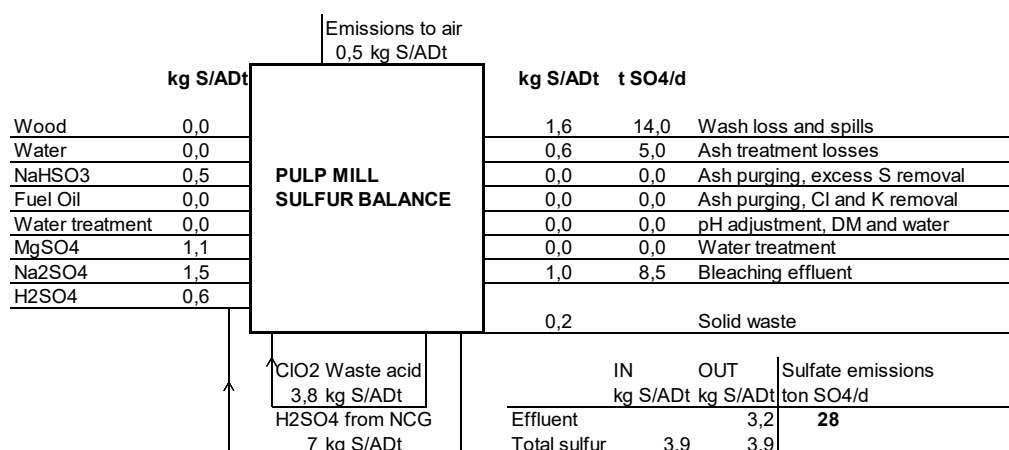 Emissions to air
0,5 kg S/ADt
kg S/ADt kg S/ADt t SO4/d
Wood 0,0 1,6 14,0 Wash loss and spills
Water 0,0 0,6 5,0 Ash treatment losses
NaHSO3 0,5 PULP MILL 0,0 0,0 Ash purging, excess S removal
Fuel Oil 0,0 SULFUR BALANCE 0,0 0,0 Ash purging, Cl and K removal
Water treatment 0,0 0,0 0,0 pH adjustment, DM and water
MgSO4 1,1 0,0 0,0 Water treatment
Na2SO4 1,5 1,0 8,5 Bleaching effluent
H2SO4 0,6
0,2 Solid waste
ClO2 Waste acid IN OUT Sulfate emissions
3,8 kg S/ADt kg S/ADt kg S/ADt ton SO4/d
H2SO4 from NCG Effluent 3,2 28
7 kg S/ADt Total sulfur 3,9 3,9